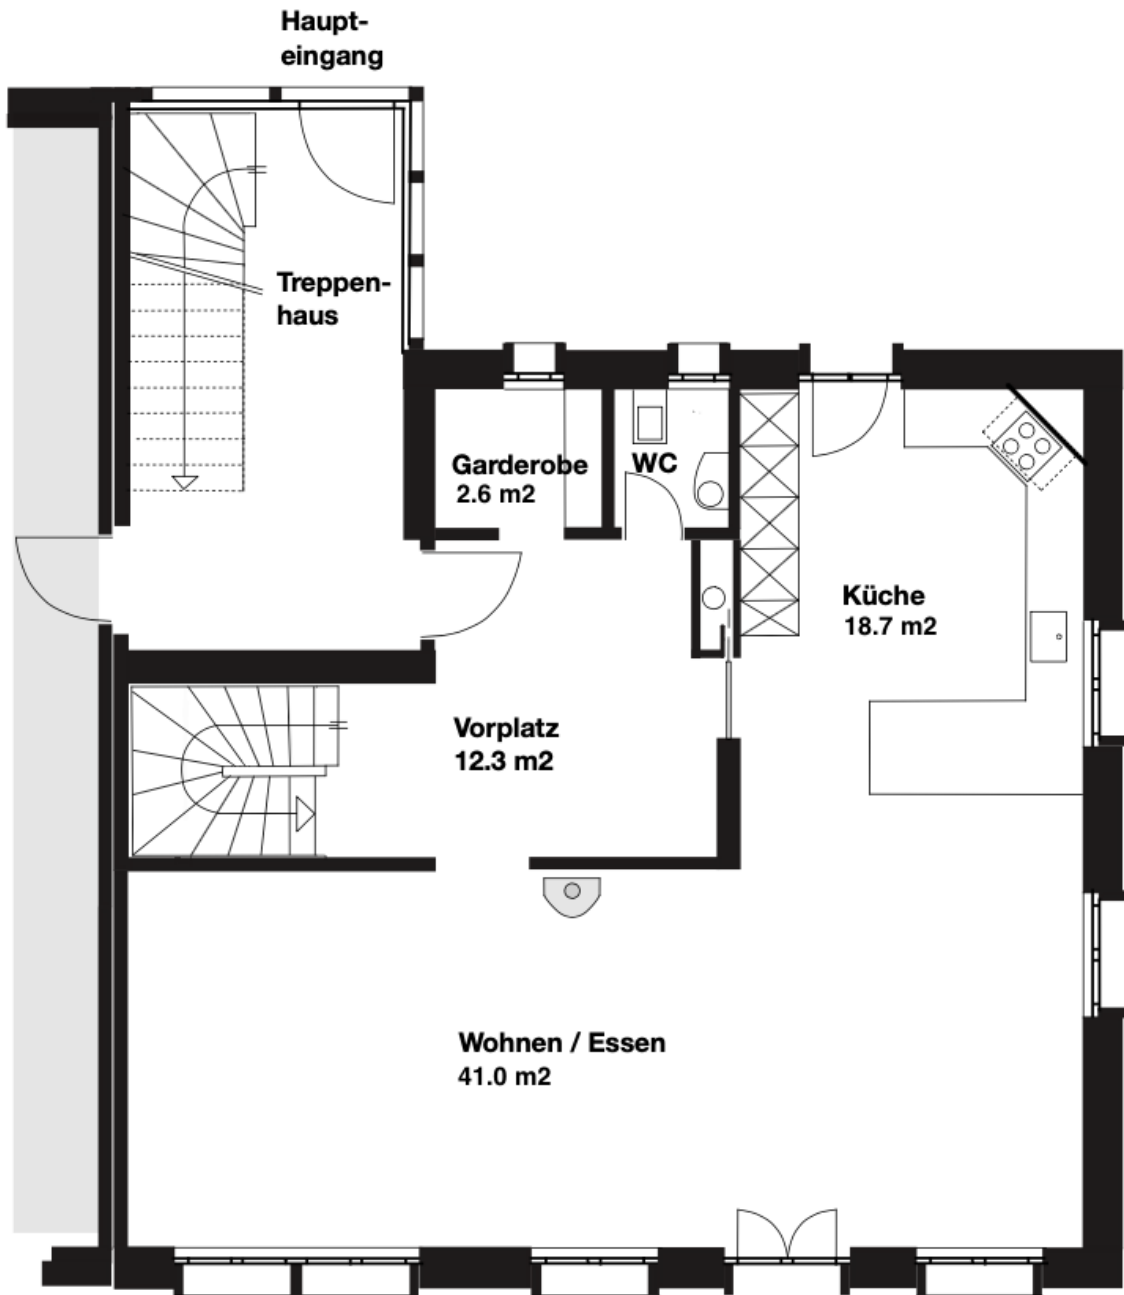 Haupt-
eingang
Treppen-
haus
Garderobe
2.6 m2
WC
Küche
18.7 m2
Vorplatz
12.3 m2
Wohnen / Essen
41.0 m2